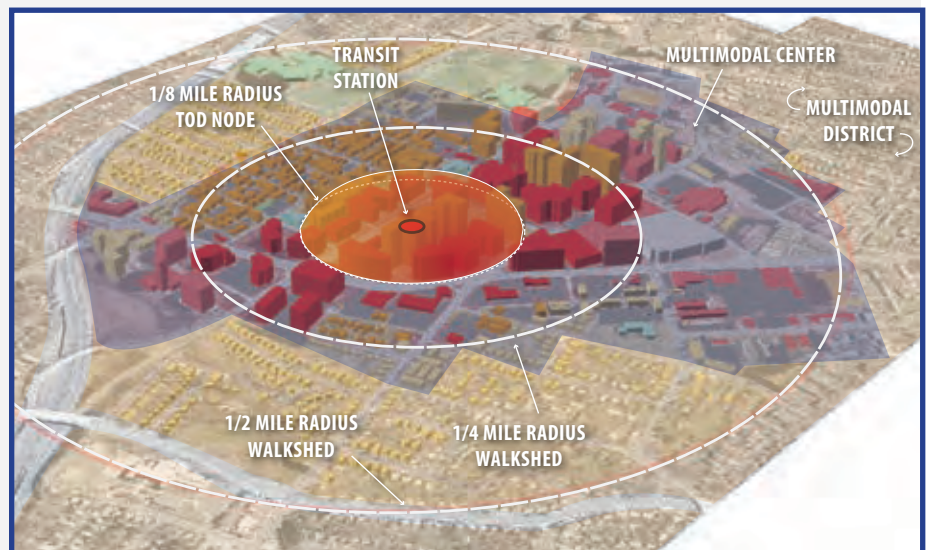 TRANSIT
STATION
MULTIMODAL CENTER
1/8 MILE RADIUS
TOD NODE
MULTIMODAL
DISTRICT
1/2 MILE RADIUS
WALKSHED
1/4 MILE RADIUS
WALKSHED